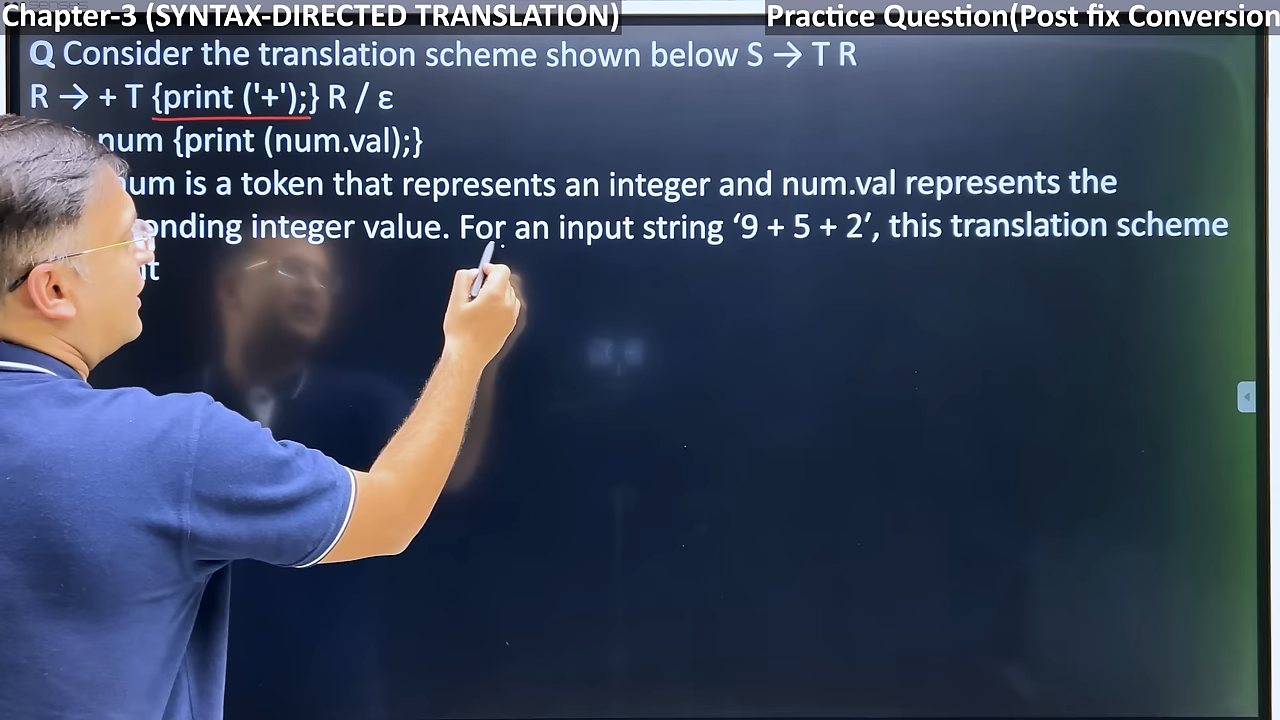 Chapter-3 (SYNTAX-DIRECTED TRANSLATION)
Practice Question(Post fix Conversion
Q Consider the translation scheme shown below S → T R
R → + T {print ('+');} R / ε
num {print (num.val);}
is a token that represents an integer and num.val represents the
integer value. For an input string ‘9 + 5 + 2’, this translation scheme